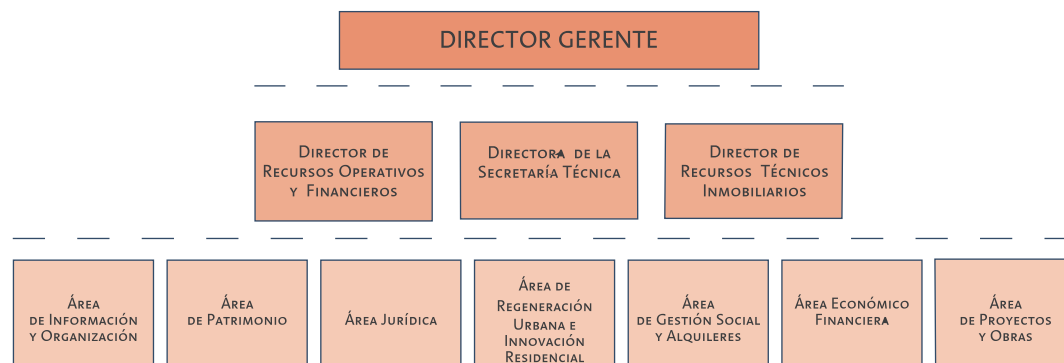 DIRECTOR GERENTE
DIRECTOR DE
RECURSOS OPERATIVOS
Y FINANCIEROS
DIRECTORA DE LA
SECRETARÍA TÉCNICA
DIRECTOR DE
RECURSOS TÉCNICOS
INMOBILIARIOS
ÁREA
DE INFORMACIÓN
Y ORGANIZACIÓN
ÁREA
DE PATRIMONIO
ÁREA JURÍDICA
ÁREA DE
REGENERACIÓN
URBANA E
INNOVACIÓN
RESIDENCIAL
ÁREA
DE GESTIÓN SOCIAL
Y ALQUILERES
ÁREA ECONÓMICO
FINANCIERA
ÁREA
DE PROYECTOS
Y OBRAS